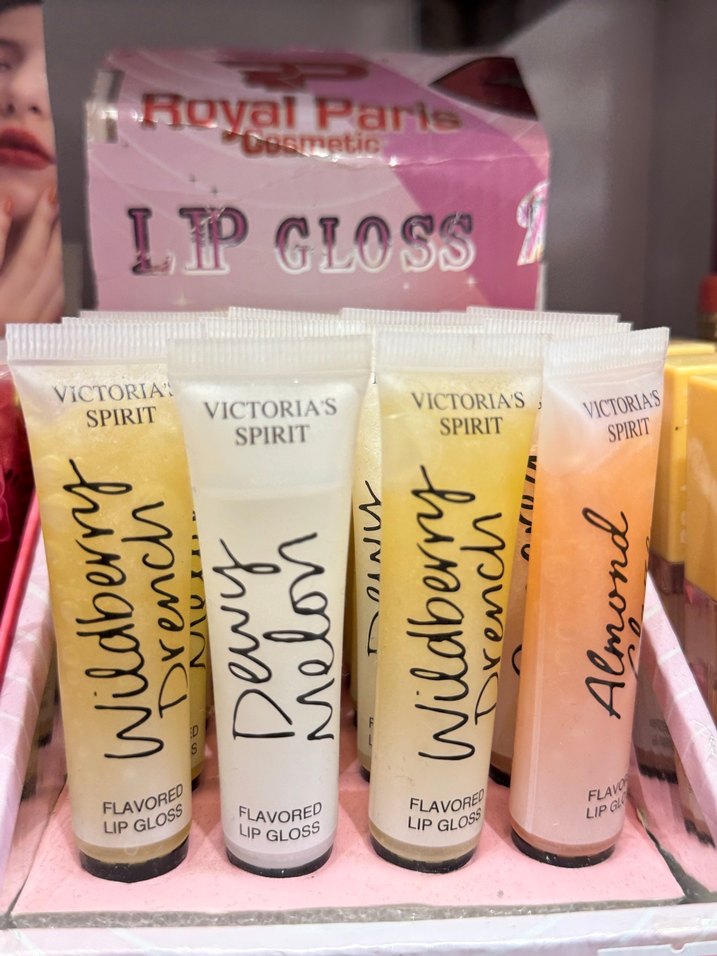 Royal Paris
Cosmetic
LIP GLOSS
VICTORIA'S
SPIRIT
Wildberry
Drench
FLAVORED
LIP GLOSS
VICTORIA'S
SPIRIT
Dewy
Melon
FLAVORED
LIP GLOSS
VICTORIA'S
SPIRIT
Wildberry
Drench
FLAVORED
LIP GLOSS
VICTORIA'S
SPIRIT
Almond
LIP